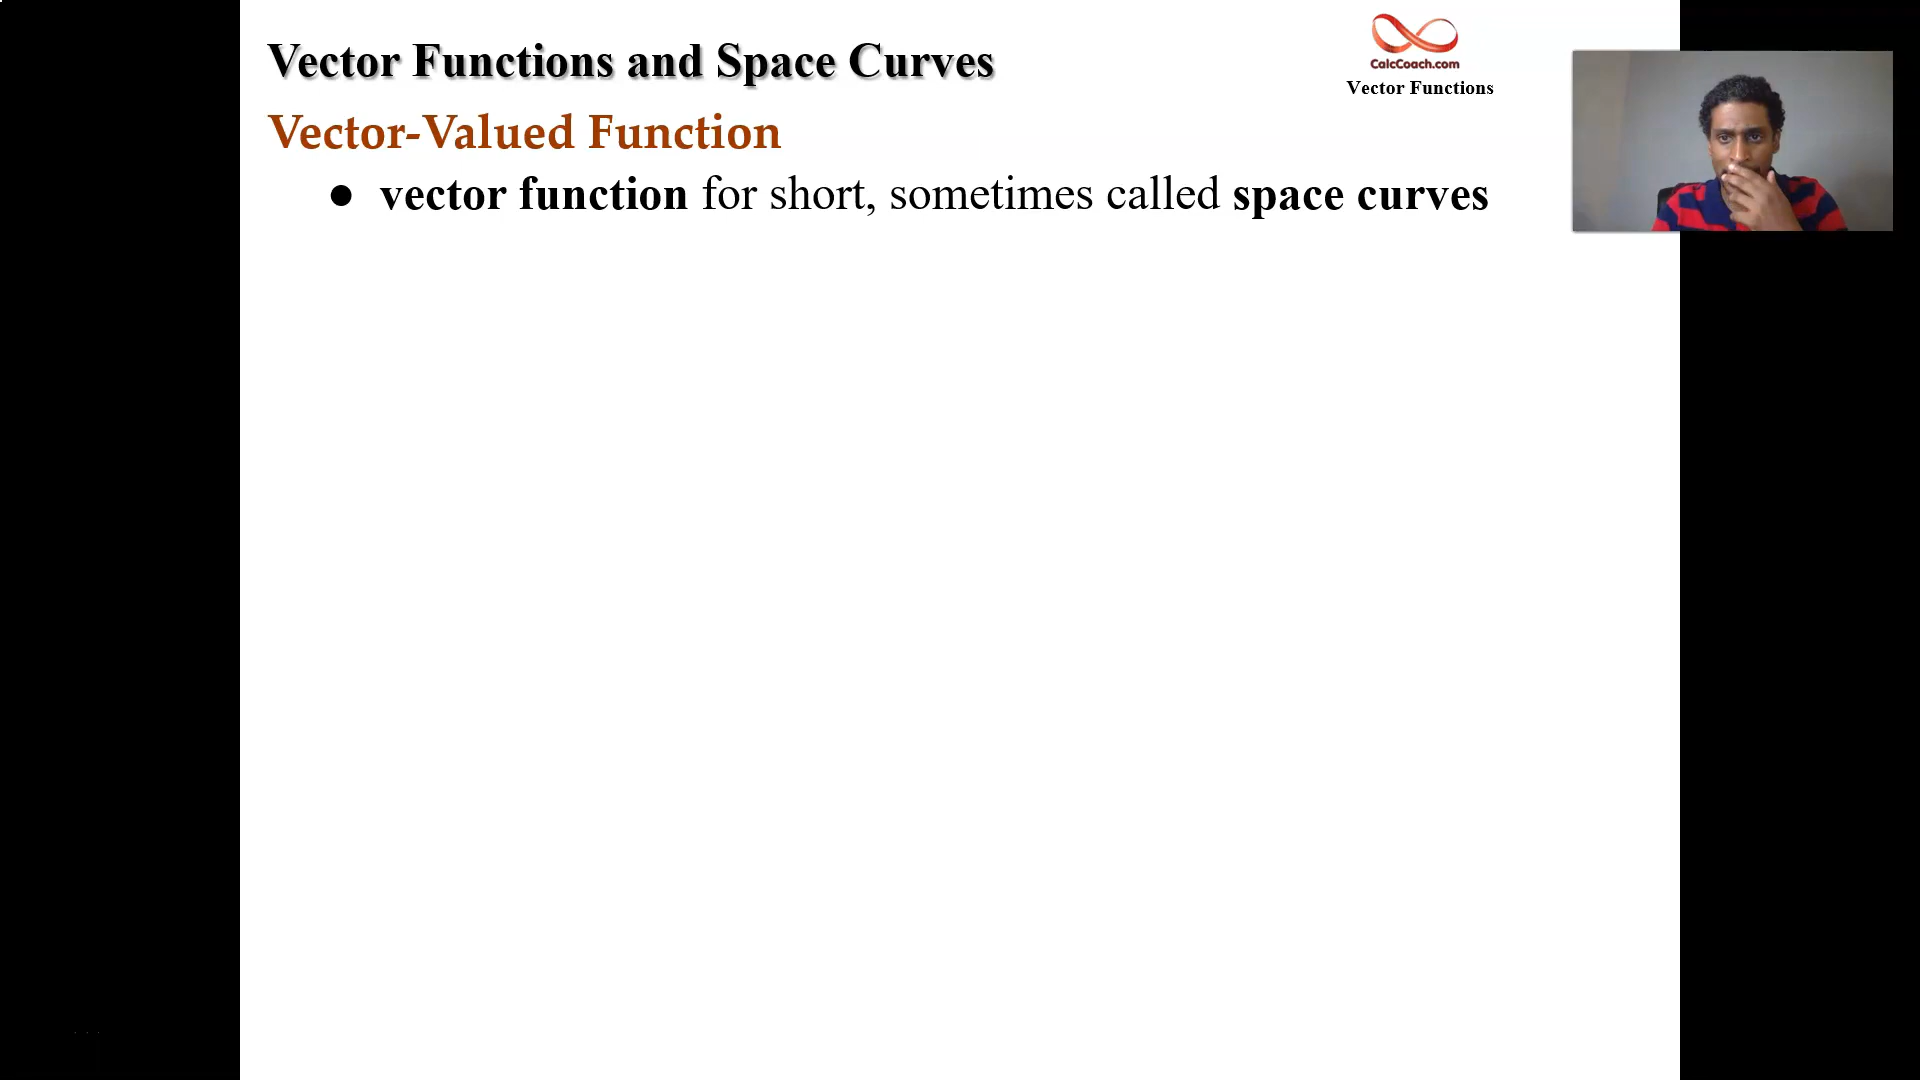 Vector Functions and Space Curves
CalcCoach.com
Vector Functions
Vector-Valued Function
● vector function for short, sometimes called space curves